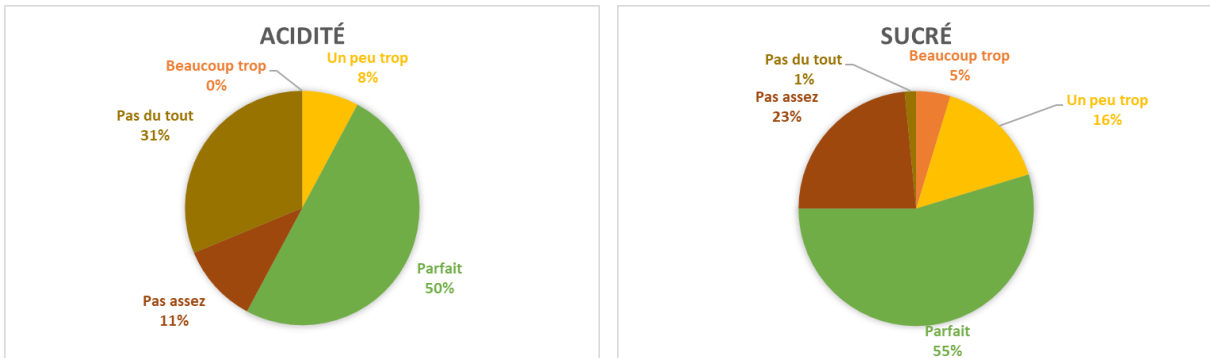 ACIDITÉ
Beaucoup trop
0%
Un peu trop
8%
Pas du tout
31%
Parfait
50%
Pas assez
11%
SUCRÉ
Pas du tout
1%
Beaucoup trop
5%
Pas assez
23%
Un peu trop
16%
Parfait
55%